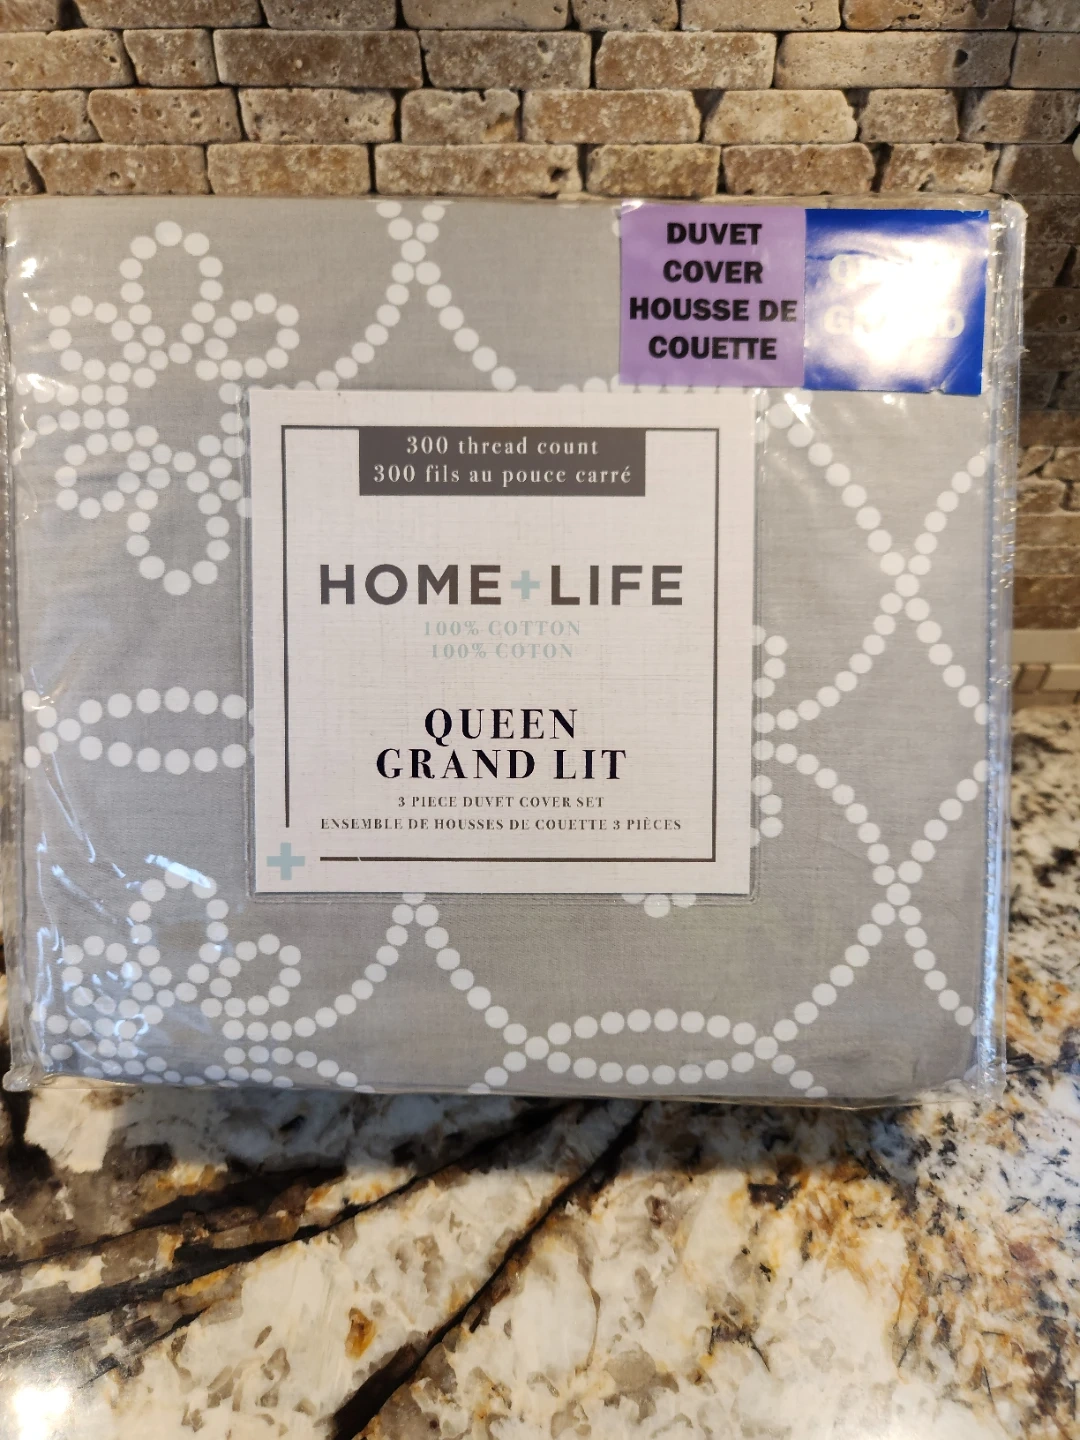 DUVET
COVER
HOUSSE DE
COUETTE
300 thread count
300 fils au pouce carré
HOME+LIFE
100% COTTON
100% COTON
QUEEN
GRAND LIT
3 PIECE DUVET COVER SET
ENSEMBLE DE HOUSSES DE COUETTE 3 PIÈCES